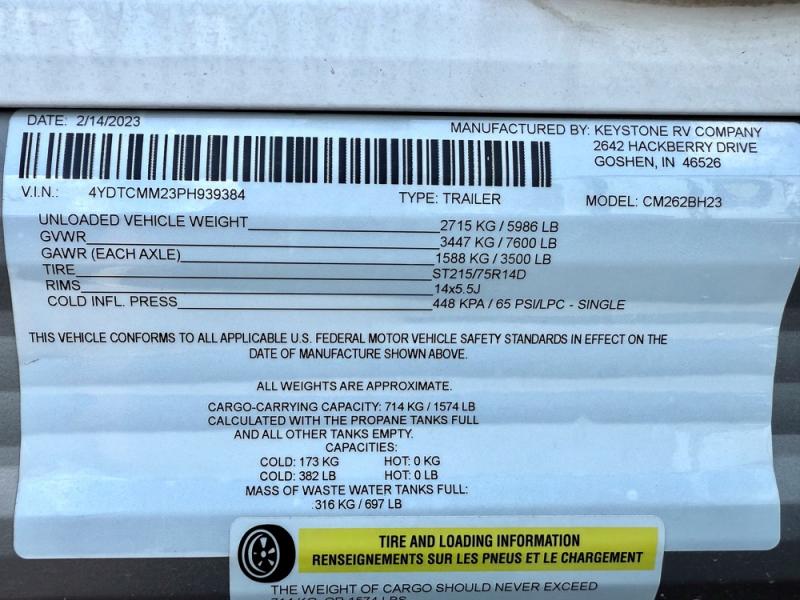 DATE: 2/14/2023
MANUFACTURED BY: KEYSTONE RV COMPANY
2642 HACKBERRY DRIVE
GOSHEN, IN 46526
V.I.N.: 4YDTCMM23PH939384 TYPE: TRAILER MODEL: CM262BH23
UNLOADED VEHICLE WEIGHT 2715 KG / 5986 LB
GVWR 3447 KG / 7600 LB
GAWR (EACH AXLE) 1588 KG / 3500 LB
TIRE ST215/75R14D
RIMS 14x5.5J
COLD INFL. PRESS 448 KPA / 65 PSI/LPC - SINGLE
THIS VEHICLE CONFORMS TO ALL APPLICABLE U.S. FEDERAL MOTOR VEHICLE SAFETY STANDARDS IN EFFECT ON THE
DATE OF MANUFACTURE SHOWN ABOVE.
ALL WEIGHTS ARE APPROXIMATE.
CARGO-CARRYING CAPACITY: 714 KG / 1574 LB
CALCULATED WITH THE PROPANE TANKS FULL
AND ALL OTHER TANKS EMPTY.
CAPACITIES:
COLD: 173 KG HOT: 0 KG
COLD: 382 LB HOT: 0 LB
MASS OF WASTE WATER TANKS FULL:
316 KG / 697 LB
TIRE AND LOADING INFORMATION
RENSEIGNEMENTS SUR LES PNEUS ET LE CHARGEMENT
THE WEIGHT OF CARGO SHOULD NEVER EXCEED
714 KG. OR 1574 LBS.